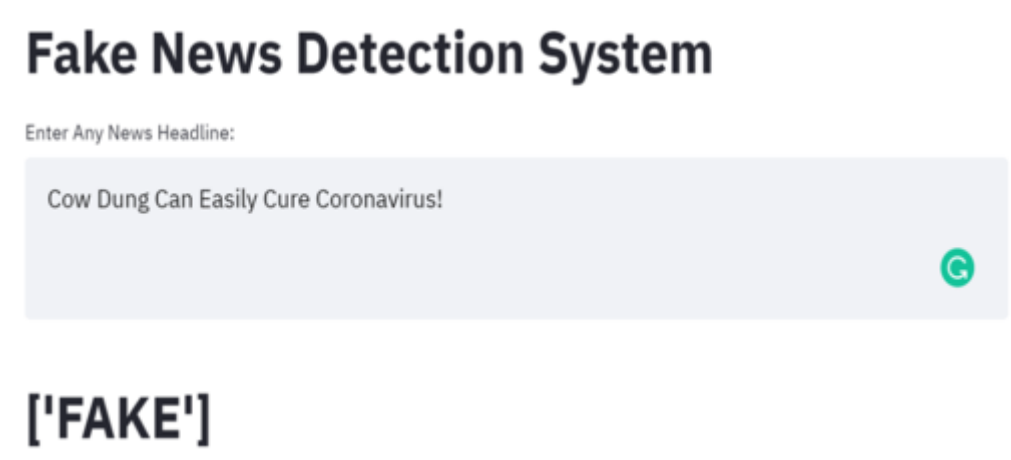 Fake News Detection System
Enter Any News Headline:
Cow Dung Can Easily Cure Coronavirus!
['FAKE']